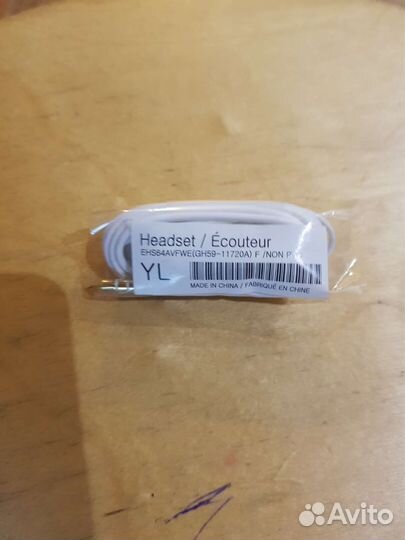 Headset / Écouteur
EHS64AVFWE(GH59-11720A) F /NON P
YL
MADE IN CHINA / FABRIQUÉ EN CHINE
Avito